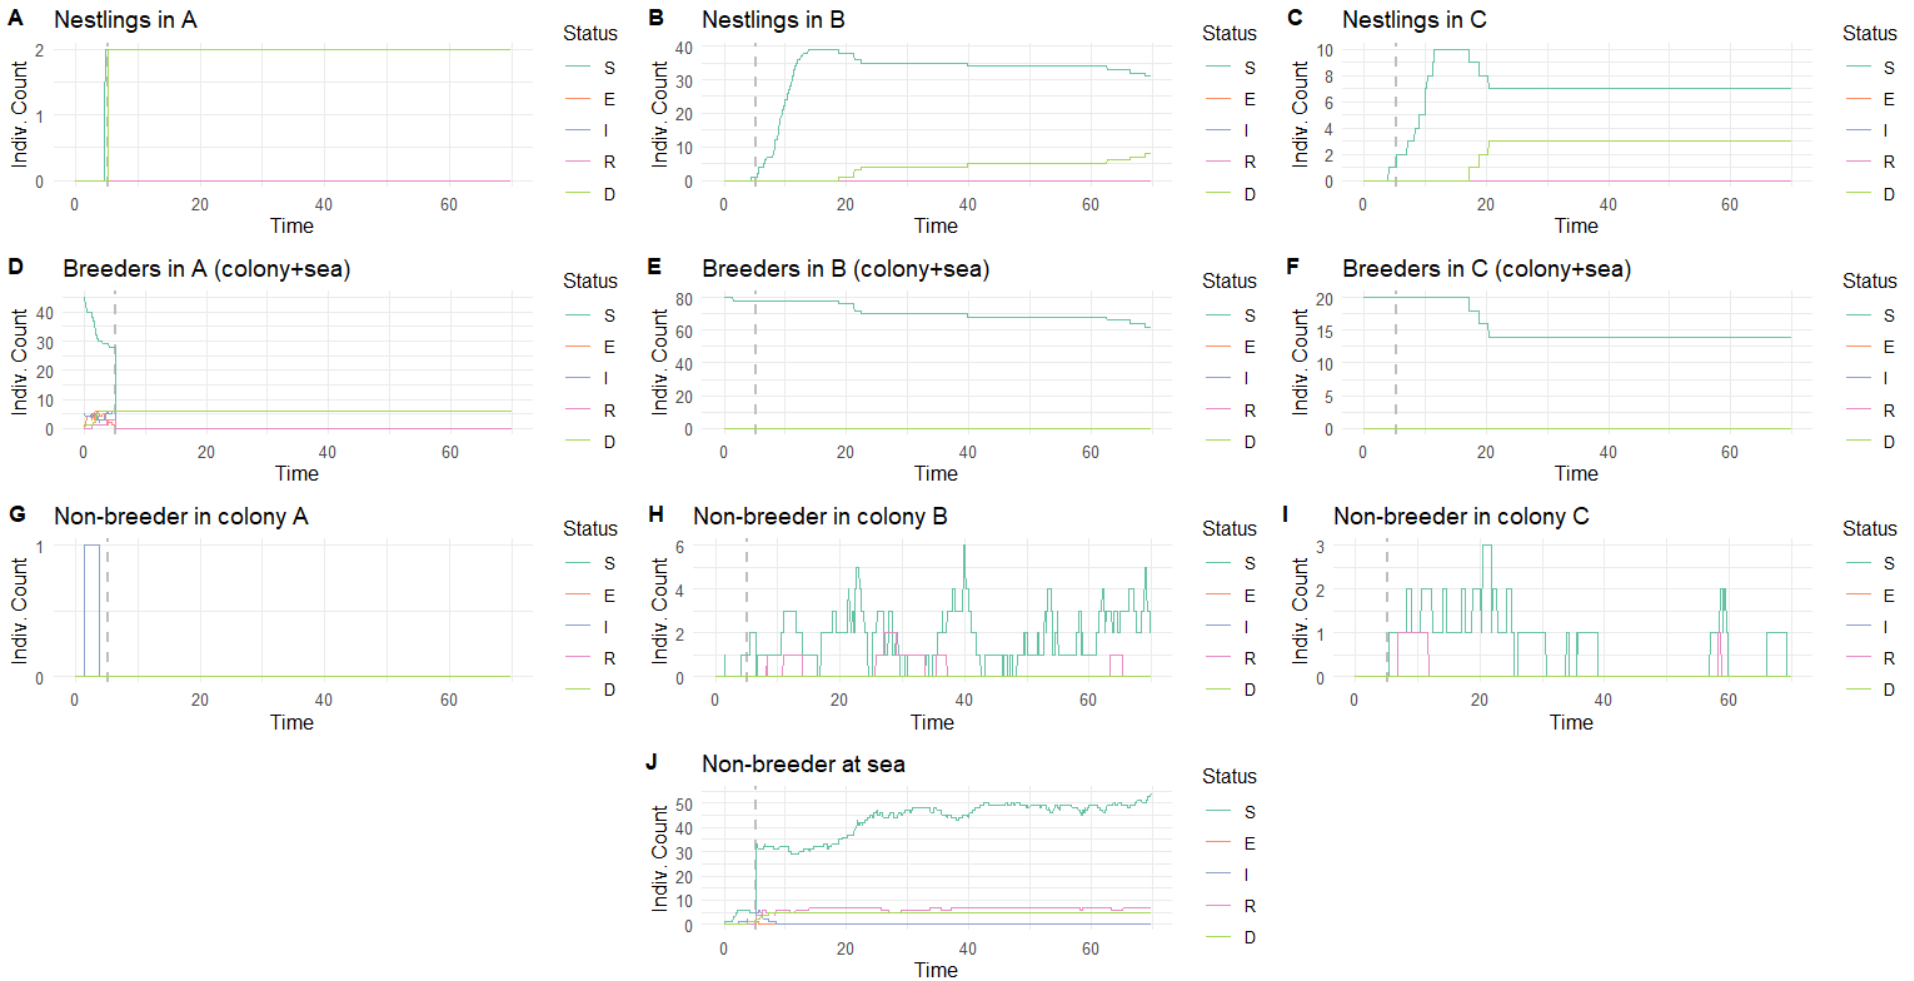 A Nestlings in A
Status
Indiv. Count
2
1
0
0 20 40 60
Time
S
E
I
R
D
B Nestlings in B
Status
Indiv. Count
40
30
20
10
0
0 20 40 60
Time
S
E
I
R
D
C Nestlings in C
Status
Indiv. Count
10
8
6
4
2
0
0 20 40 60
Time
S
E
I
R
D
D Breeders in A (colony+sea)
Status
Indiv. Count
40
30
20
10
0
0 20 40 60
Time
S
E
I
R
D
E Breeders in B (colony+sea)
Status
Indiv. Count
80
60
40
20
0
0 20 40 60
Time
S
E
I
R
D
F Breeders in C (colony+sea)
Status
Indiv. Count
20
15
10
5
0
0 20 40 60
Time
S
E
I
R
D
G Non-breeder in colony A
Status
Indiv. Count
1
0
0 20 40 60
Time
S
E
I
R
D
H Non-breeder in colony B
Status
Indiv. Count
6
4
2
0
0 20 40 60
Time
S
E
I
R
D
I Non-breeder in colony C
Status
Indiv. Count
3
2
1
0
0 20 40 60
Time
S
E
I
R
D
J Non-breeder at sea
Status
Indiv. Count
50
40
30
20
10
0
0 20 40 60
Time
S
E
I
R
D